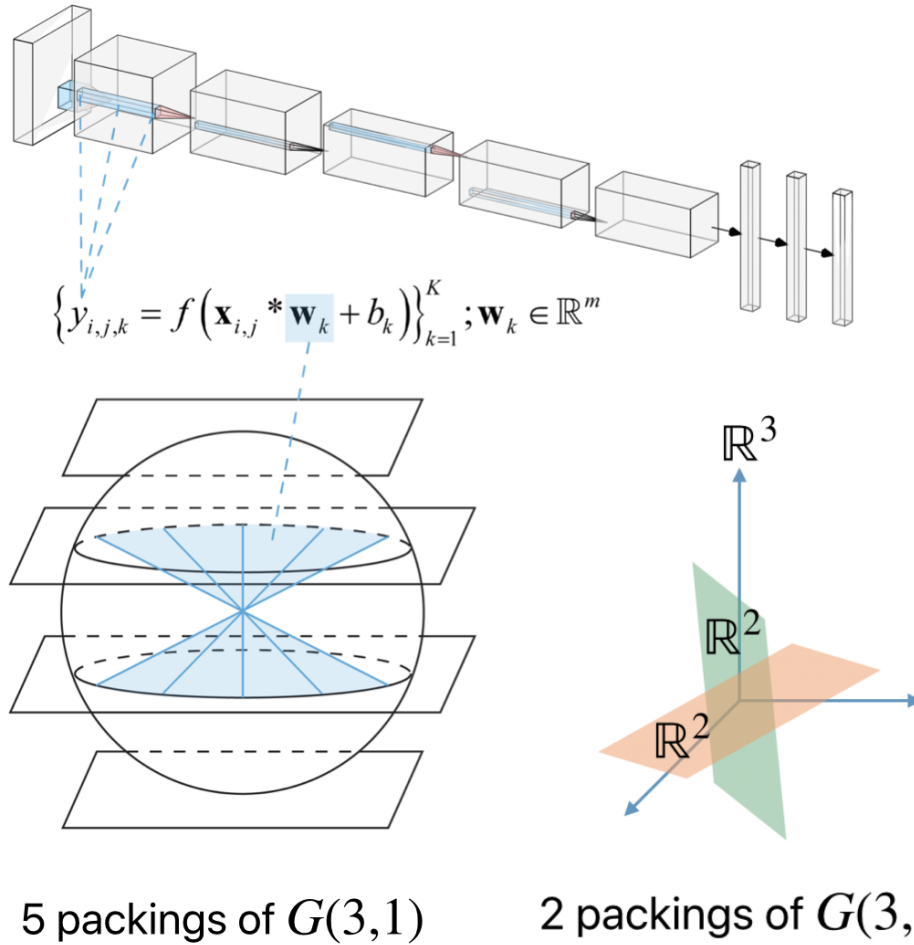 {y_{i,j,k} = f(x_{i,j} * w_k + b_k)}_{k=1}^{K} ; w_k ∈ ℝ^m
ℝ^3
ℝ^2
ℝ^2
5 packings of G(3,1)
2 packings of G(3,